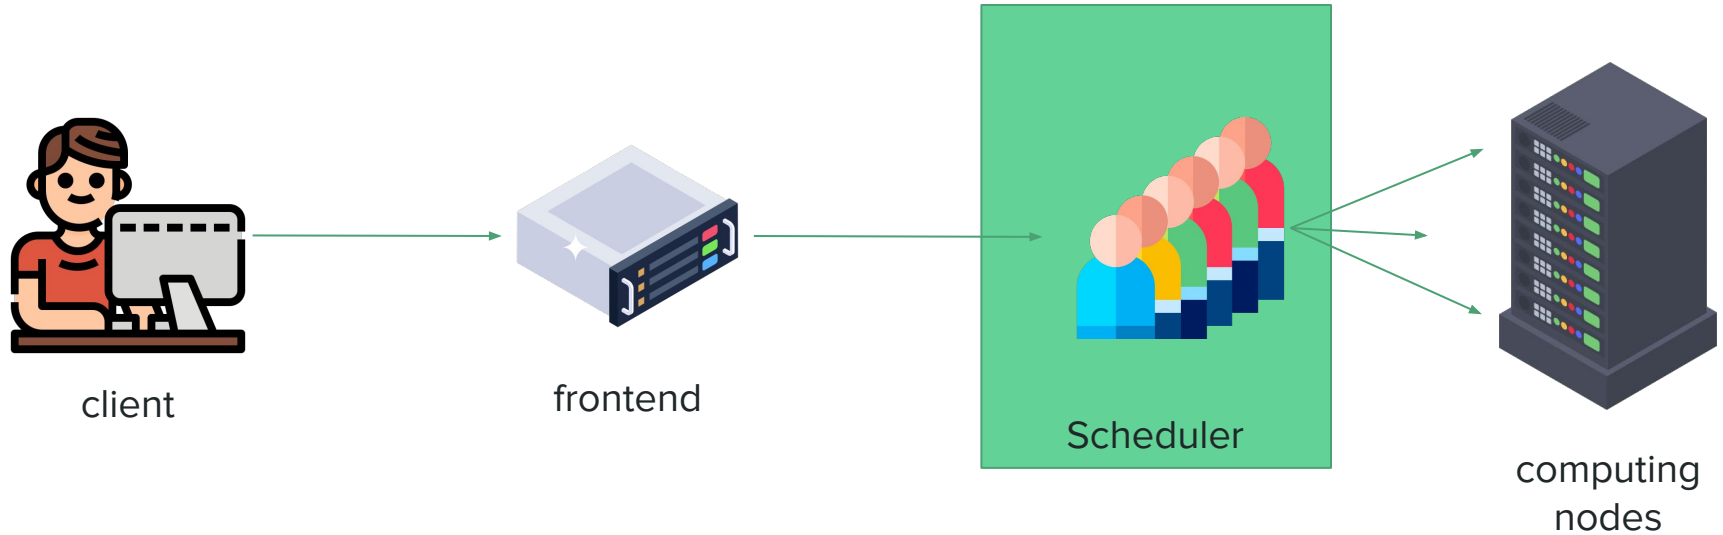 client
frontend
Scheduler
computing
nodes